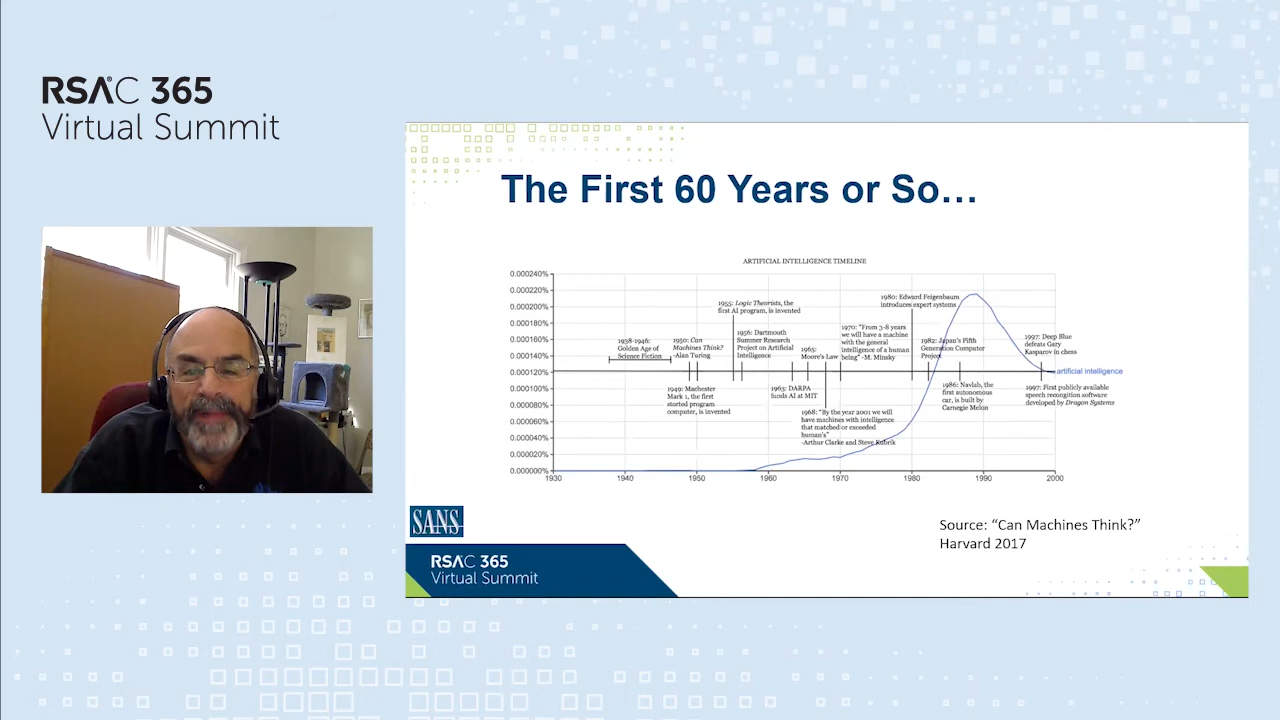 RSAC 365
Virtual Summit
The First 60 Years or So…
ARTIFICIAL INTELLIGENCE TIMELINE
0.000240%
0.000220%
0.000200%
0.000180%
0.000160%
0.000140%
0.000120%
0.000100%
0.000080%
0.000060%
0.000040%
0.000020%
0.000000%
1938-1946:
Golden Age of
Science Fiction
1950: Can
Machines Think?
-Alan Turing
1955: Logic Theorists, the
first AI program, is invented
1956: Dartmouth
Summer Research
Project on Artificial
Intelligence
1965:
Moore's Law
1970: "From 3-8 years
we will have a machine
with the general
intelligence of a human
being" -M. Minsky
1980: Edward Feigenbaum
introduces expert systems
1982: Japan's Fifth
Generation Computer
Project
1997: Deep Blue
defeats Gary
Kasparov in chess
artificial intelligence
1949: Machester
Mark 1, the first
storted program
computer, is invented
1963: DARPA
funds AI at MIT
1968: "By the year 2001 we will
have machines with intelligence
that matched or exceeded
human's"
-Arthur Clarke and Steve Kubrik
1986: Navlab, the
first autonomous
car, is built by
Carnegie Melon
1997: First publicly available
speech recongition software
developed by Dragon Systems
1930 1940 1950 1960 1970 1980 1990 2000
Source: "Can Machines Think?"
Harvard 2017
SANS
RSAC 365
Virtual Summit